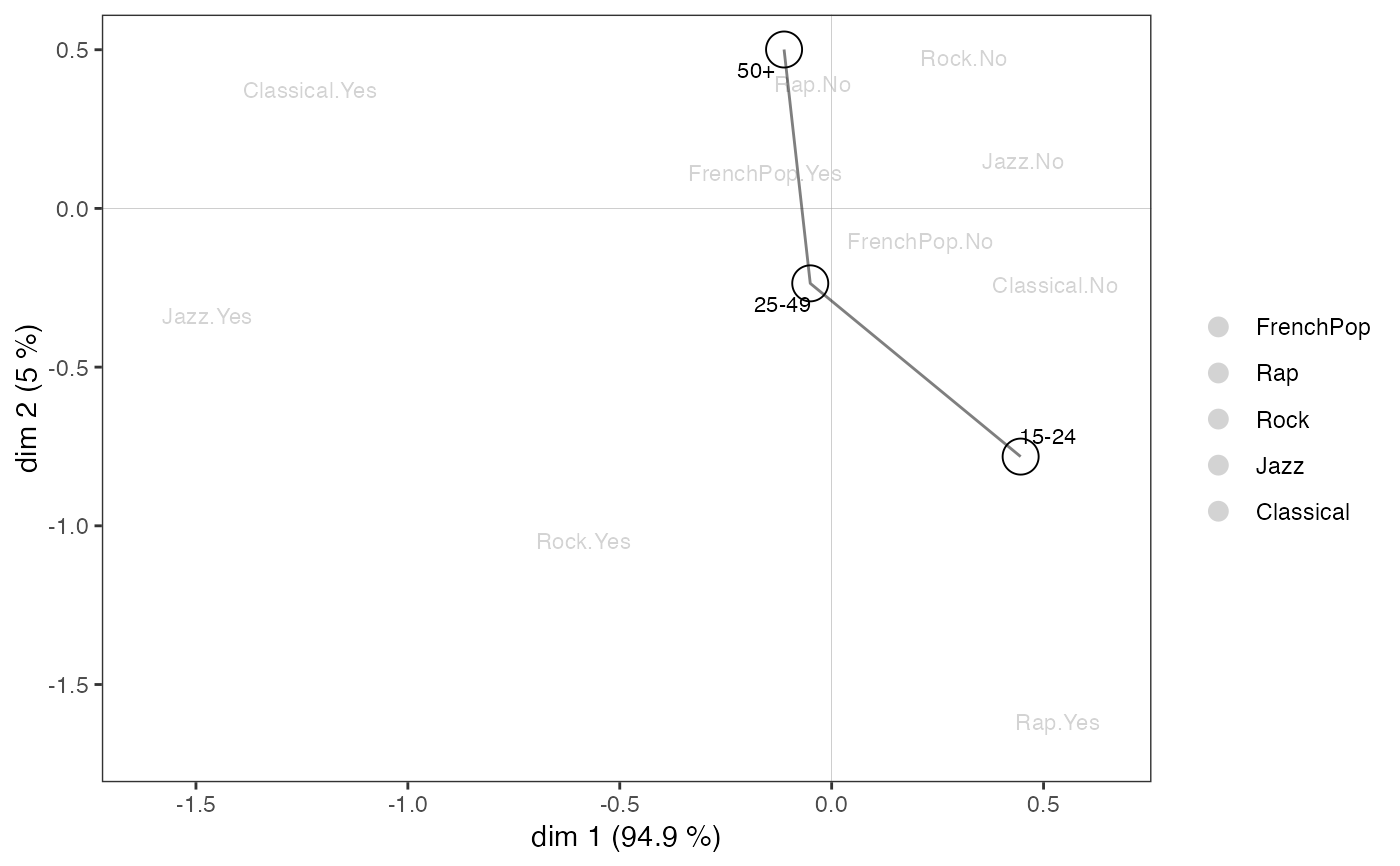 0.5
0.0
-0.5
-1.0
-1.5
dim 2 (5 %)
50+
Rock.No
Rap.No
Classical.Yes
Jazz.No
FrenchPop.Yes
FrenchPop.No
Classical.No
25-49
Jazz.Yes
15-24
Rock.Yes
Rap.Yes
-1.5 -1.0 -0.5 0.0 0.5
dim 1 (94.9 %)
FrenchPop
Rap
Rock
Jazz
Classical